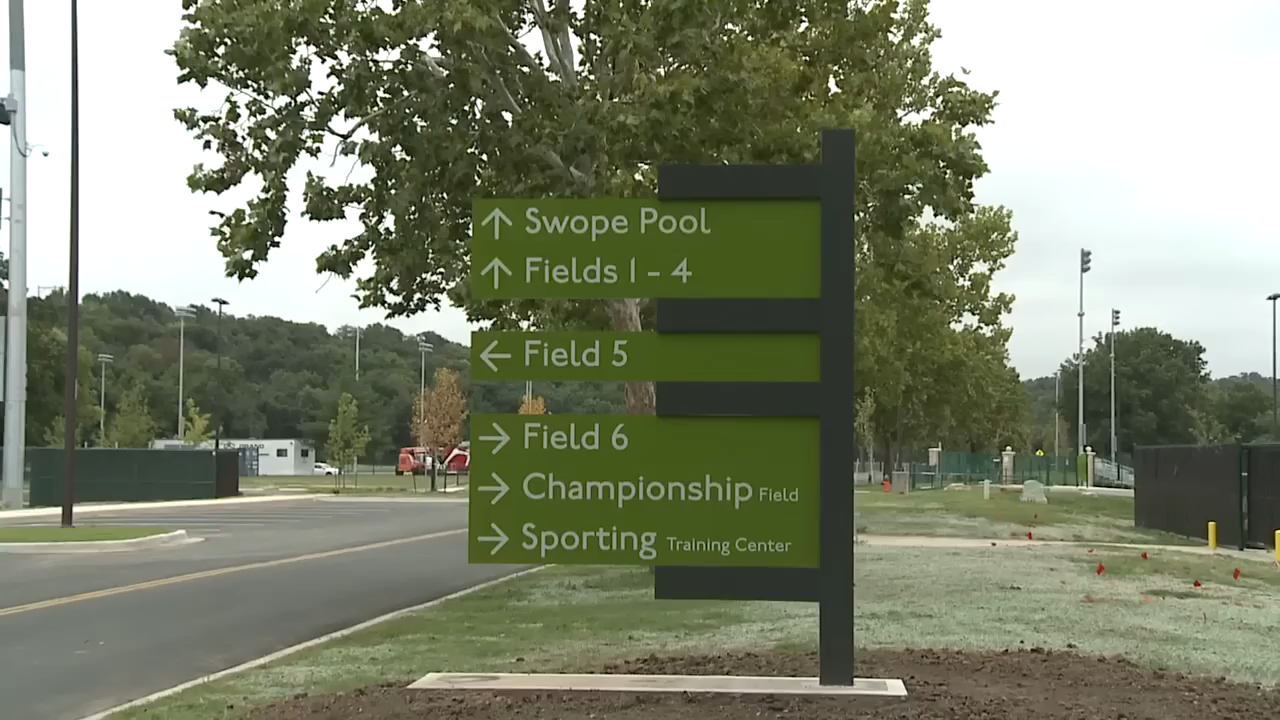 ↑ Swope Pool
↑ Fields 1 - 4
← Field 5
→ Field 6
→ Championship Field
→ Sporting Training Center